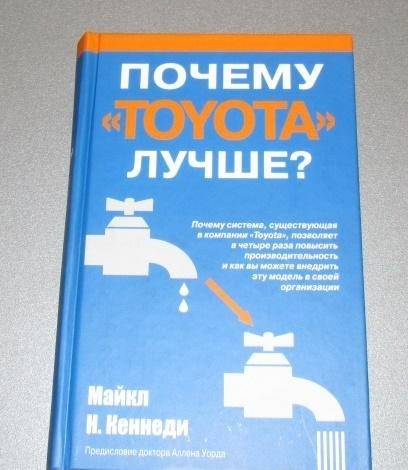 ПОЧЕМУ
«TOYOTA»
ЛУЧШЕ?
Почему система, существующая
в компании «Toyota», позволяет
в четыре раза повысить
производительность
и как вы можете внедрить
эту модель в своей
организации
Майкл
Н. Кеннеди
Предисловие доктора Аллена Уорда